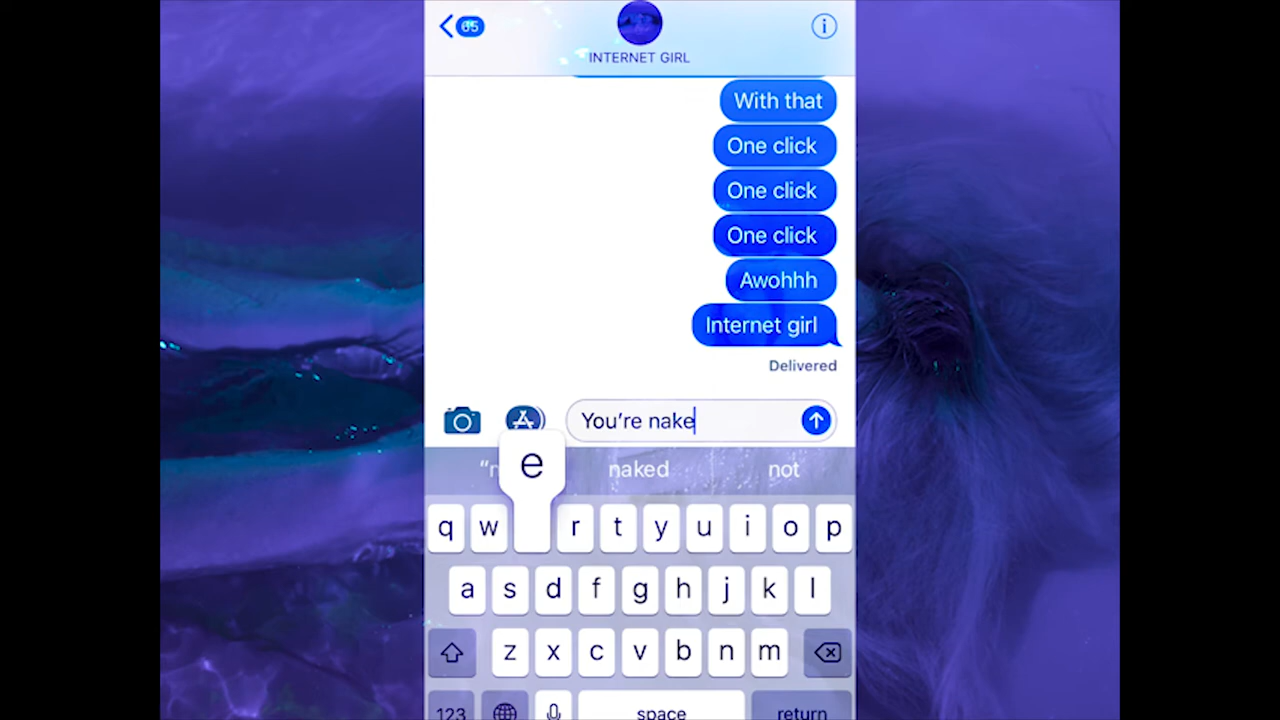 65
INTERNET GIRL
With that
One click
One click
One click
Awohhh
Internet girl
Delivered
You're nake
naked not
e
q w r t y u i o p
a s d f g h j k l
z x c v b n m
123 space return